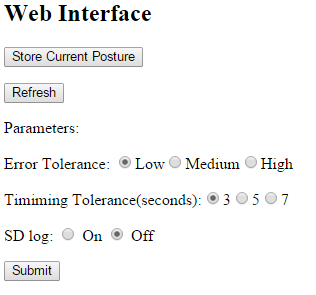 Web Interface
Store Current Posture
Refresh
Parameters:
Error Tolerance: Low Medium High
Timiming Tolerance(seconds): 3 5 7
SD log: On Off
Submit